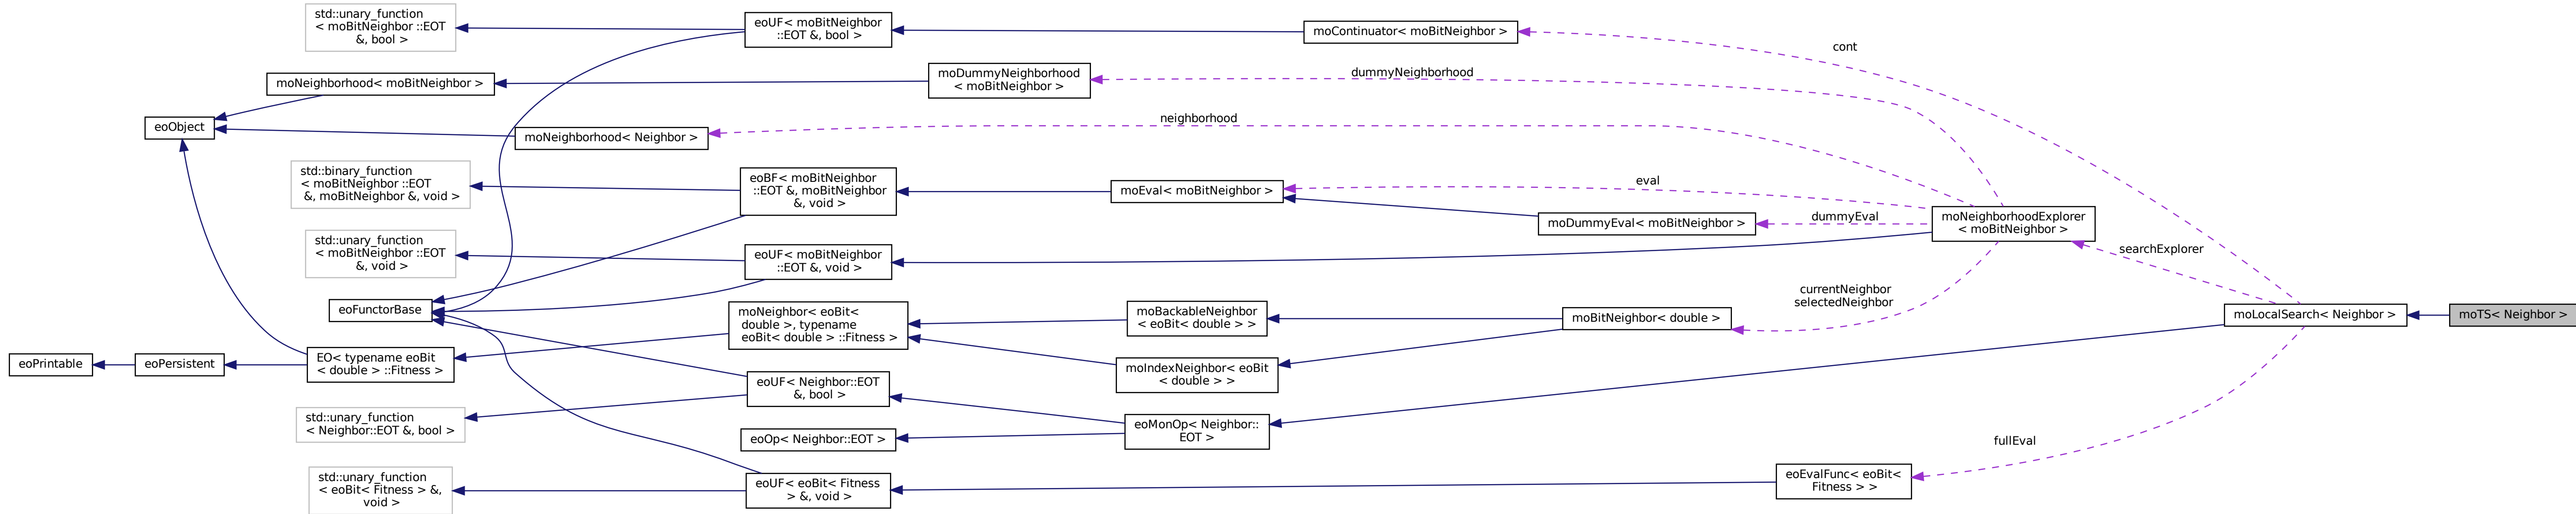 std::unary_function
< moBitNeighbor ::EOT
&, bool >
eoUF< moBitNeighbor
::EOT &, bool >
moContinuator< moBitNeighbor >
cont
moNeighborhood< moBitNeighbor >
moDummyNeighborhood
< moBitNeighbor >
dummyNeighborhood
eoObject
moNeighborhood< Neighbor >
neighborhood
std::binary_function
< moBitNeighbor ::EOT
&, moBitNeighbor &, void >
eoBF< moBitNeighbor
::EOT &, moBitNeighbor
&, void >
moEval< moBitNeighbor >
eval
moDummyEval< moBitNeighbor >
dummyEval
moNeighborhoodExplorer
< moBitNeighbor >
std::unary_function
< moBitNeighbor ::EOT
&, void >
eoUF< moBitNeighbor
::EOT &, void >
searchExplorer
eoFunctorBase
moNeighbor< eoBit<
double >, typename
eoBit< double > ::Fitness >
moBackableNeighbor
< eoBit< double > >
moBitNeighbor< double >
currentNeighbor
selectedNeighbor
moLocalSearch< Neighbor >
moTS< Neighbor >
eoPrintable
eoPersistent
EO< typename eoBit
< double > ::Fitness >
moIndexNeighbor< eoBit
< double > >
eoUF< Neighbor::EOT
&, bool >
std::unary_function
< Neighbor::EOT &, bool >
eoOp< Neighbor::EOT >
eoMonOp< Neighbor::
EOT >
fullEval
std::unary_function
< eoBit< Fitness > &,
void >
eoUF< eoBit< Fitness
> &, void >
eoEvalFunc< eoBit<
Fitness > >